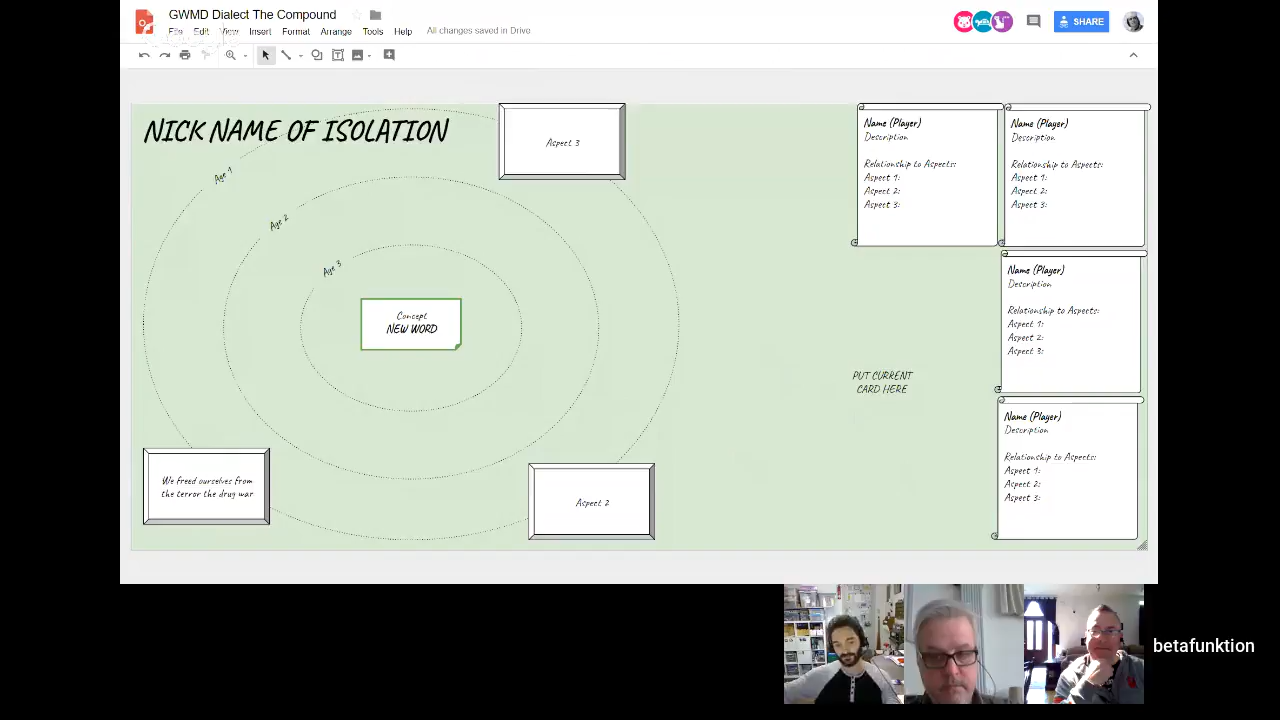 GWMD Dialect The Compound
SHARE
File Edit View Insert Format Arrange Tools Help All changes saved in Drive
NICK NAME OF ISOLATION
Age 1
Age 2
Age 3
Aspect 3
Concept
NEW WORD
We freed ourselves from
the terror the drug war
Aspect 2
PUT CURRENT
CARD HERE
Name (Player)
Description
Relationship to Aspects:
Aspect 1:
Aspect 2:
Aspect 3:
Name (Player)
Description
Relationship to Aspects:
Aspect 1:
Aspect 2:
Aspect 3:
Name (Player)
Description
Relationship to Aspects:
Aspect 1:
Aspect 2:
Aspect 3:
Name (Player)
Description
Relationship to Aspects:
Aspect 1:
Aspect 2:
Aspect 3:
betafunktion